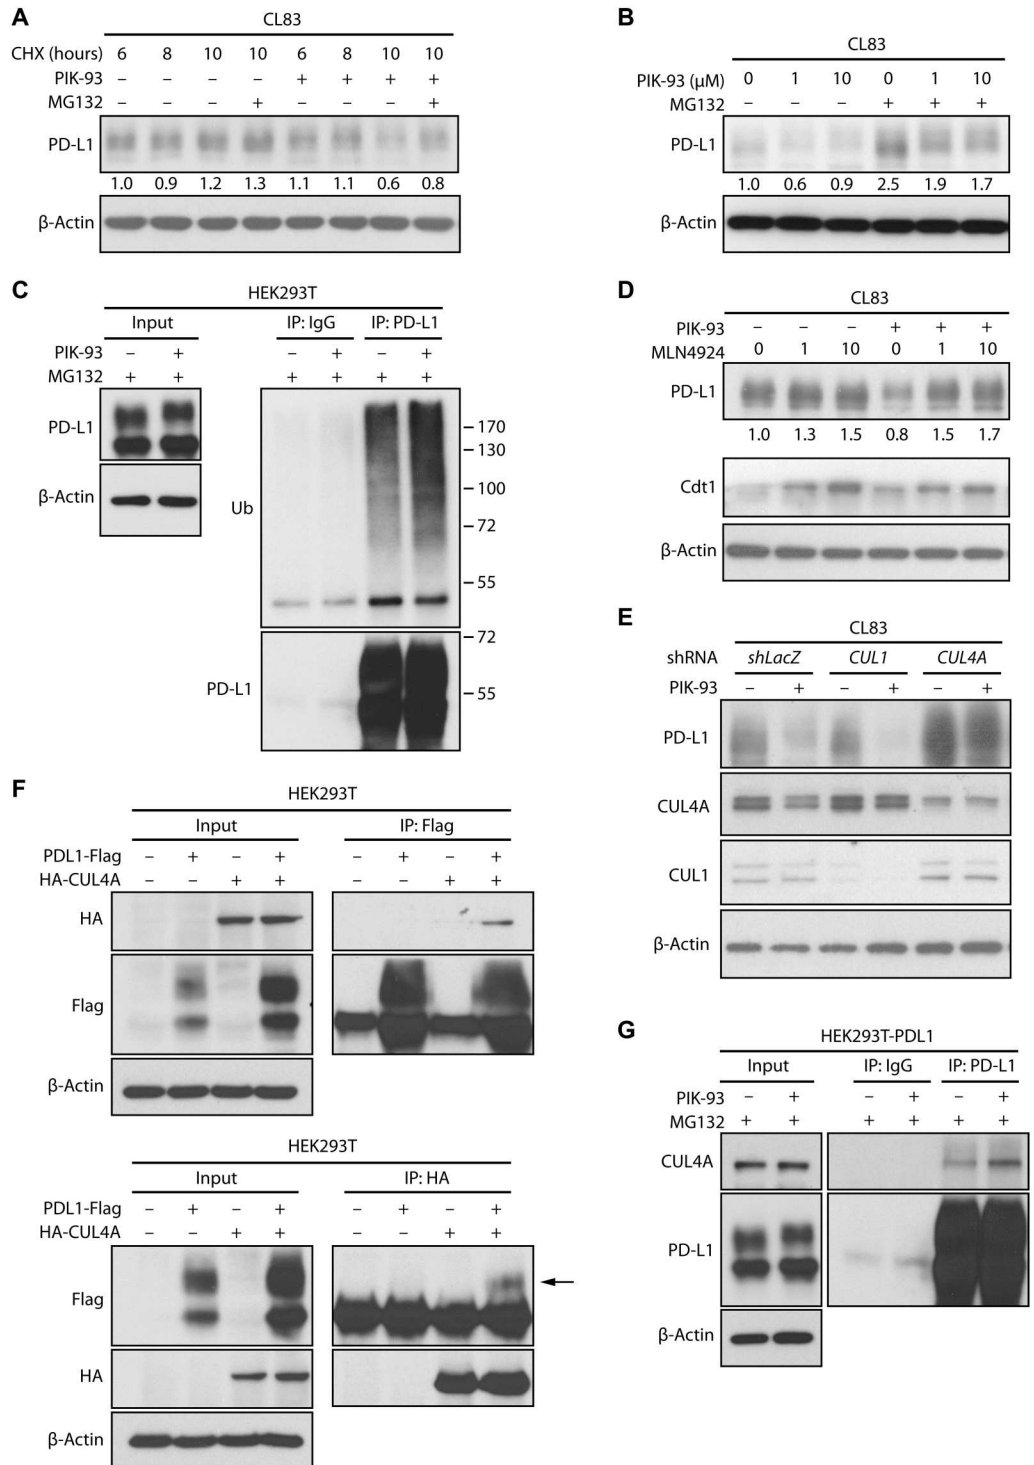 A
CL83
CHX (hours) 6 8 10 10 6 8 10 10
PIK-93 – – – – + + + +
MG132 – – – + – – – +
PD-L1
1.0 0.9 1.2 1.3 1.1 1.1 0.6 0.8
β-Actin
B
CL83
PIK-93 (μM) 0 1 10 0 1 10
MG132 – – – + + +
PD-L1
1.0 0.6 0.9 2.5 1.9 1.7
β-Actin
C
HEK293T
Input IP: IgG IP: PD-L1
PIK-93 – + – + – +
MG132 + + + + + +
PD-L1
β-Actin
Ub
– 170
– 130
– 100
– 72
– 55
PD-L1
– 72
– 55
D
CL83
PIK-93 – – – + + +
MLN4924 0 1 10 0 1 10
PD-L1
1.0 1.3 1.5 0.8 1.5 1.7
Cdt1
β-Actin
E
CL83
shRNA shLacZ CUL1 CUL4A
PIK-93 – + – + – +
PD-L1
CUL4A
CUL1
β-Actin
F
HEK293T
Input IP: Flag
PDL1-Flag – + – + – + – +
HA-CUL4A – – + + – – + +
HA
Flag
β-Actin
HEK293T
Input IP: HA
PDL1-Flag – + – + – + – +
HA-CUL4A – – + + – – + +
Flag
HA
β-Actin
G
HEK293T-PDL1
Input IP: IgG IP: PD-L1
PIK-93 – + – + – +
MG132 + + + + + +
CUL4A
PD-L1
β-Actin